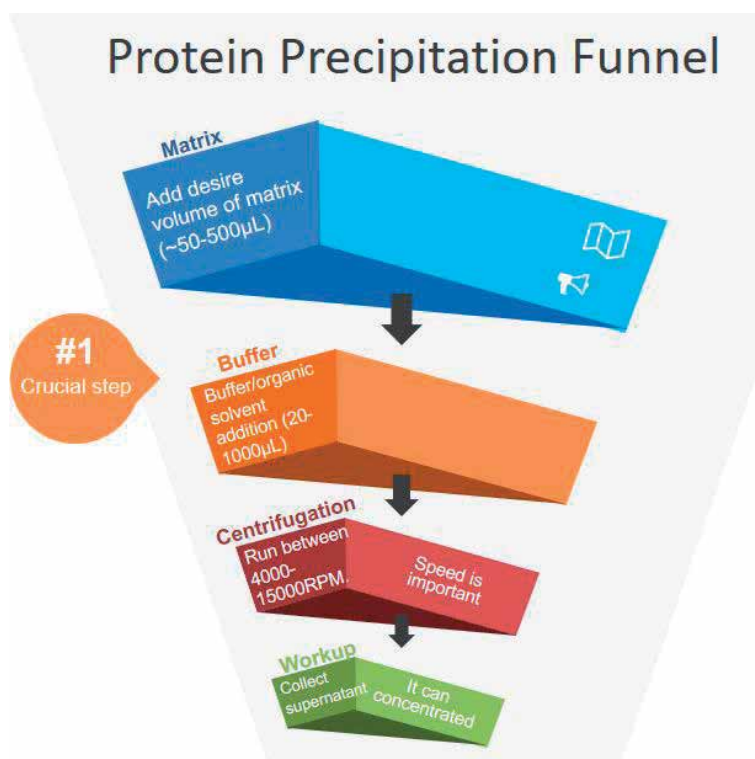 Protein Precipitation Funnel
Matrix
Add desire
volume of matrix
(~50-500µL)
#1
Crucial step
Buffer
Buffer/organic
solvent
addition (20-
1000µL)
Centrifugation
Run between
4000-
15000RPM.
Speed is
important
Workup
Collect
supernatant
It can
concentrated